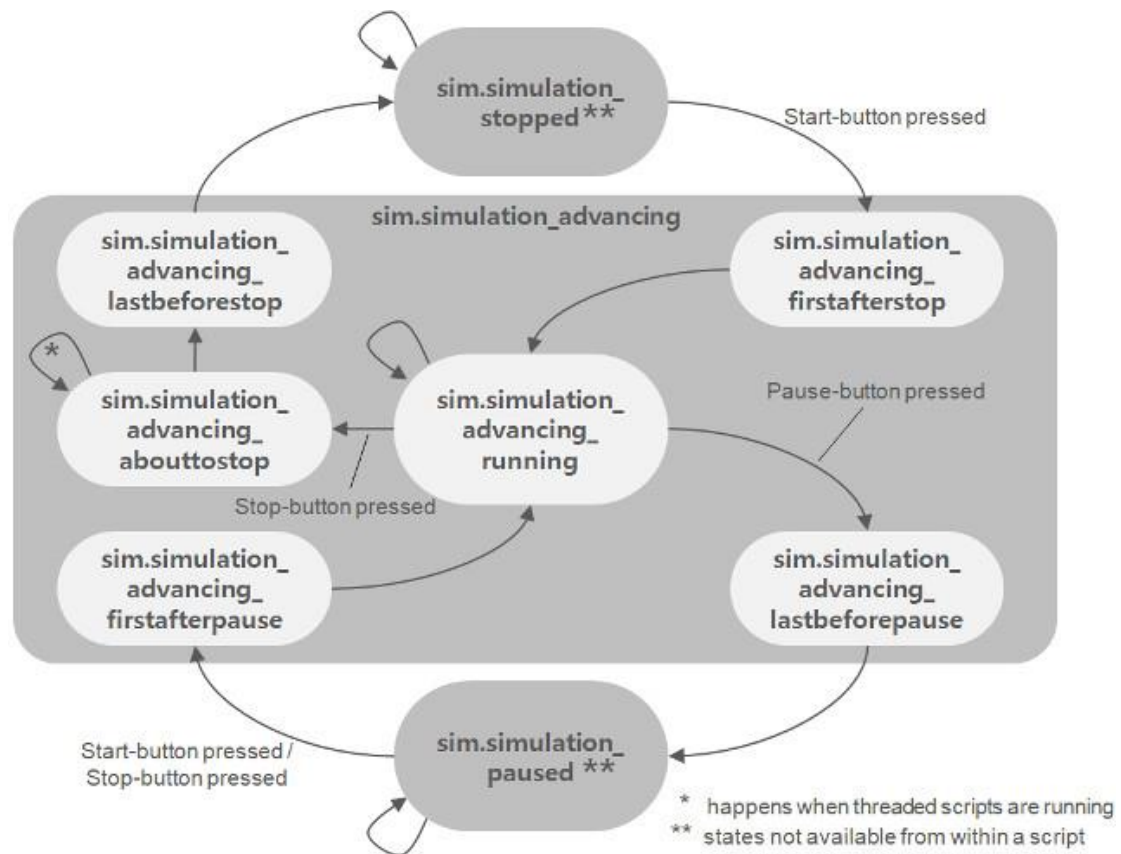 sim.simulation_
stopped **
Start-button pressed
sim.simulation_advancing
sim.simulation_
advancing_
lastbeforestop
sim.simulation_
advancing_
firstafterstop
*
sim.simulation_
advancing_
abouttostop
sim.simulation_
advancing_
running
Pause-button pressed
Stop-button pressed
sim.simulation_
advancing_
firstafterpause
sim.simulation_
advancing_
lastbeforepause
sim.simulation_
paused **
Start-button pressed /
Stop-button pressed
* happens when threaded scripts are running
** states not available from within a script